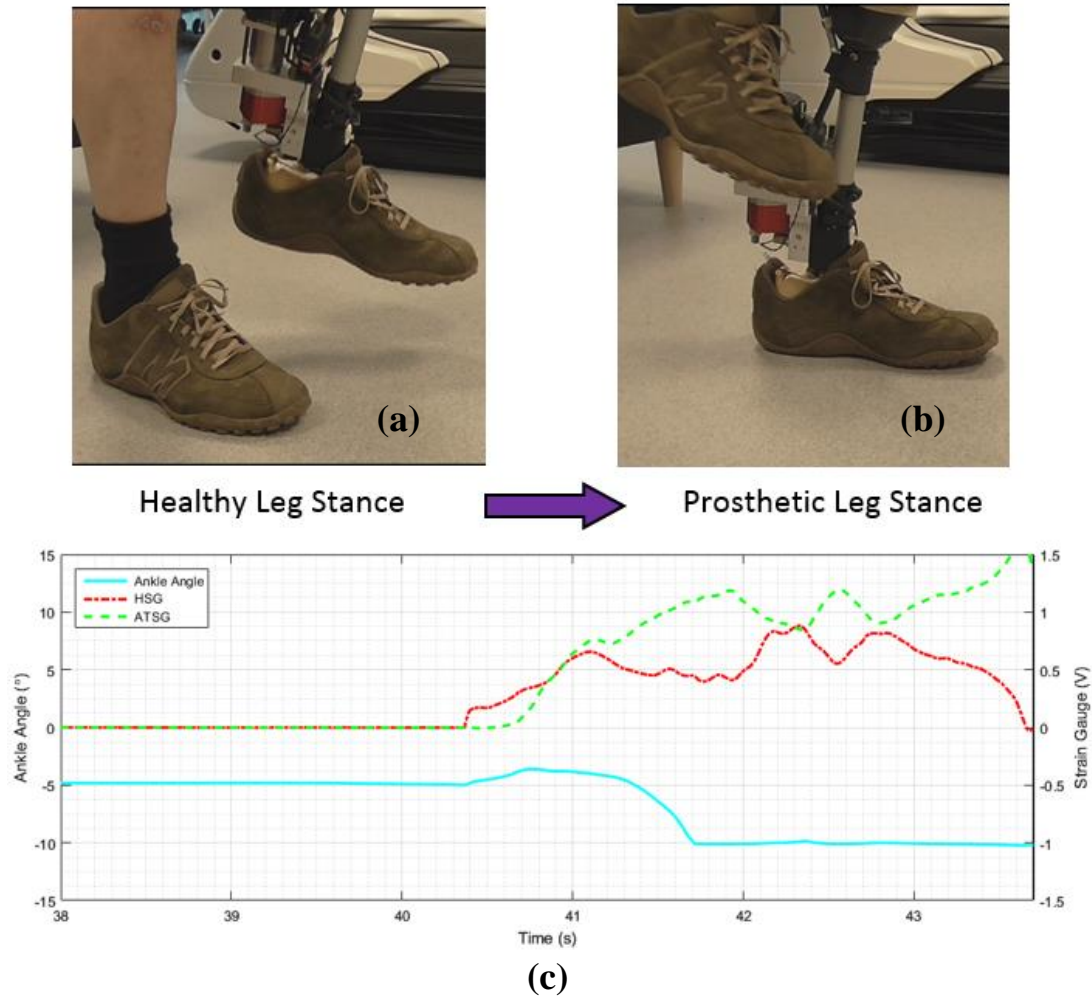 (a)
(b)
Healthy Leg Stance
Prosthetic Leg Stance
Ankle Angle
HSG
ATSG
15
10
5
0
-5
-10
-15
Ankle Angle (°)
1.5
1
0.5
0
-0.5
-1
-1.5
Strain Gauge (V)
38
39
40
41
42
43
Time (s)
(c)